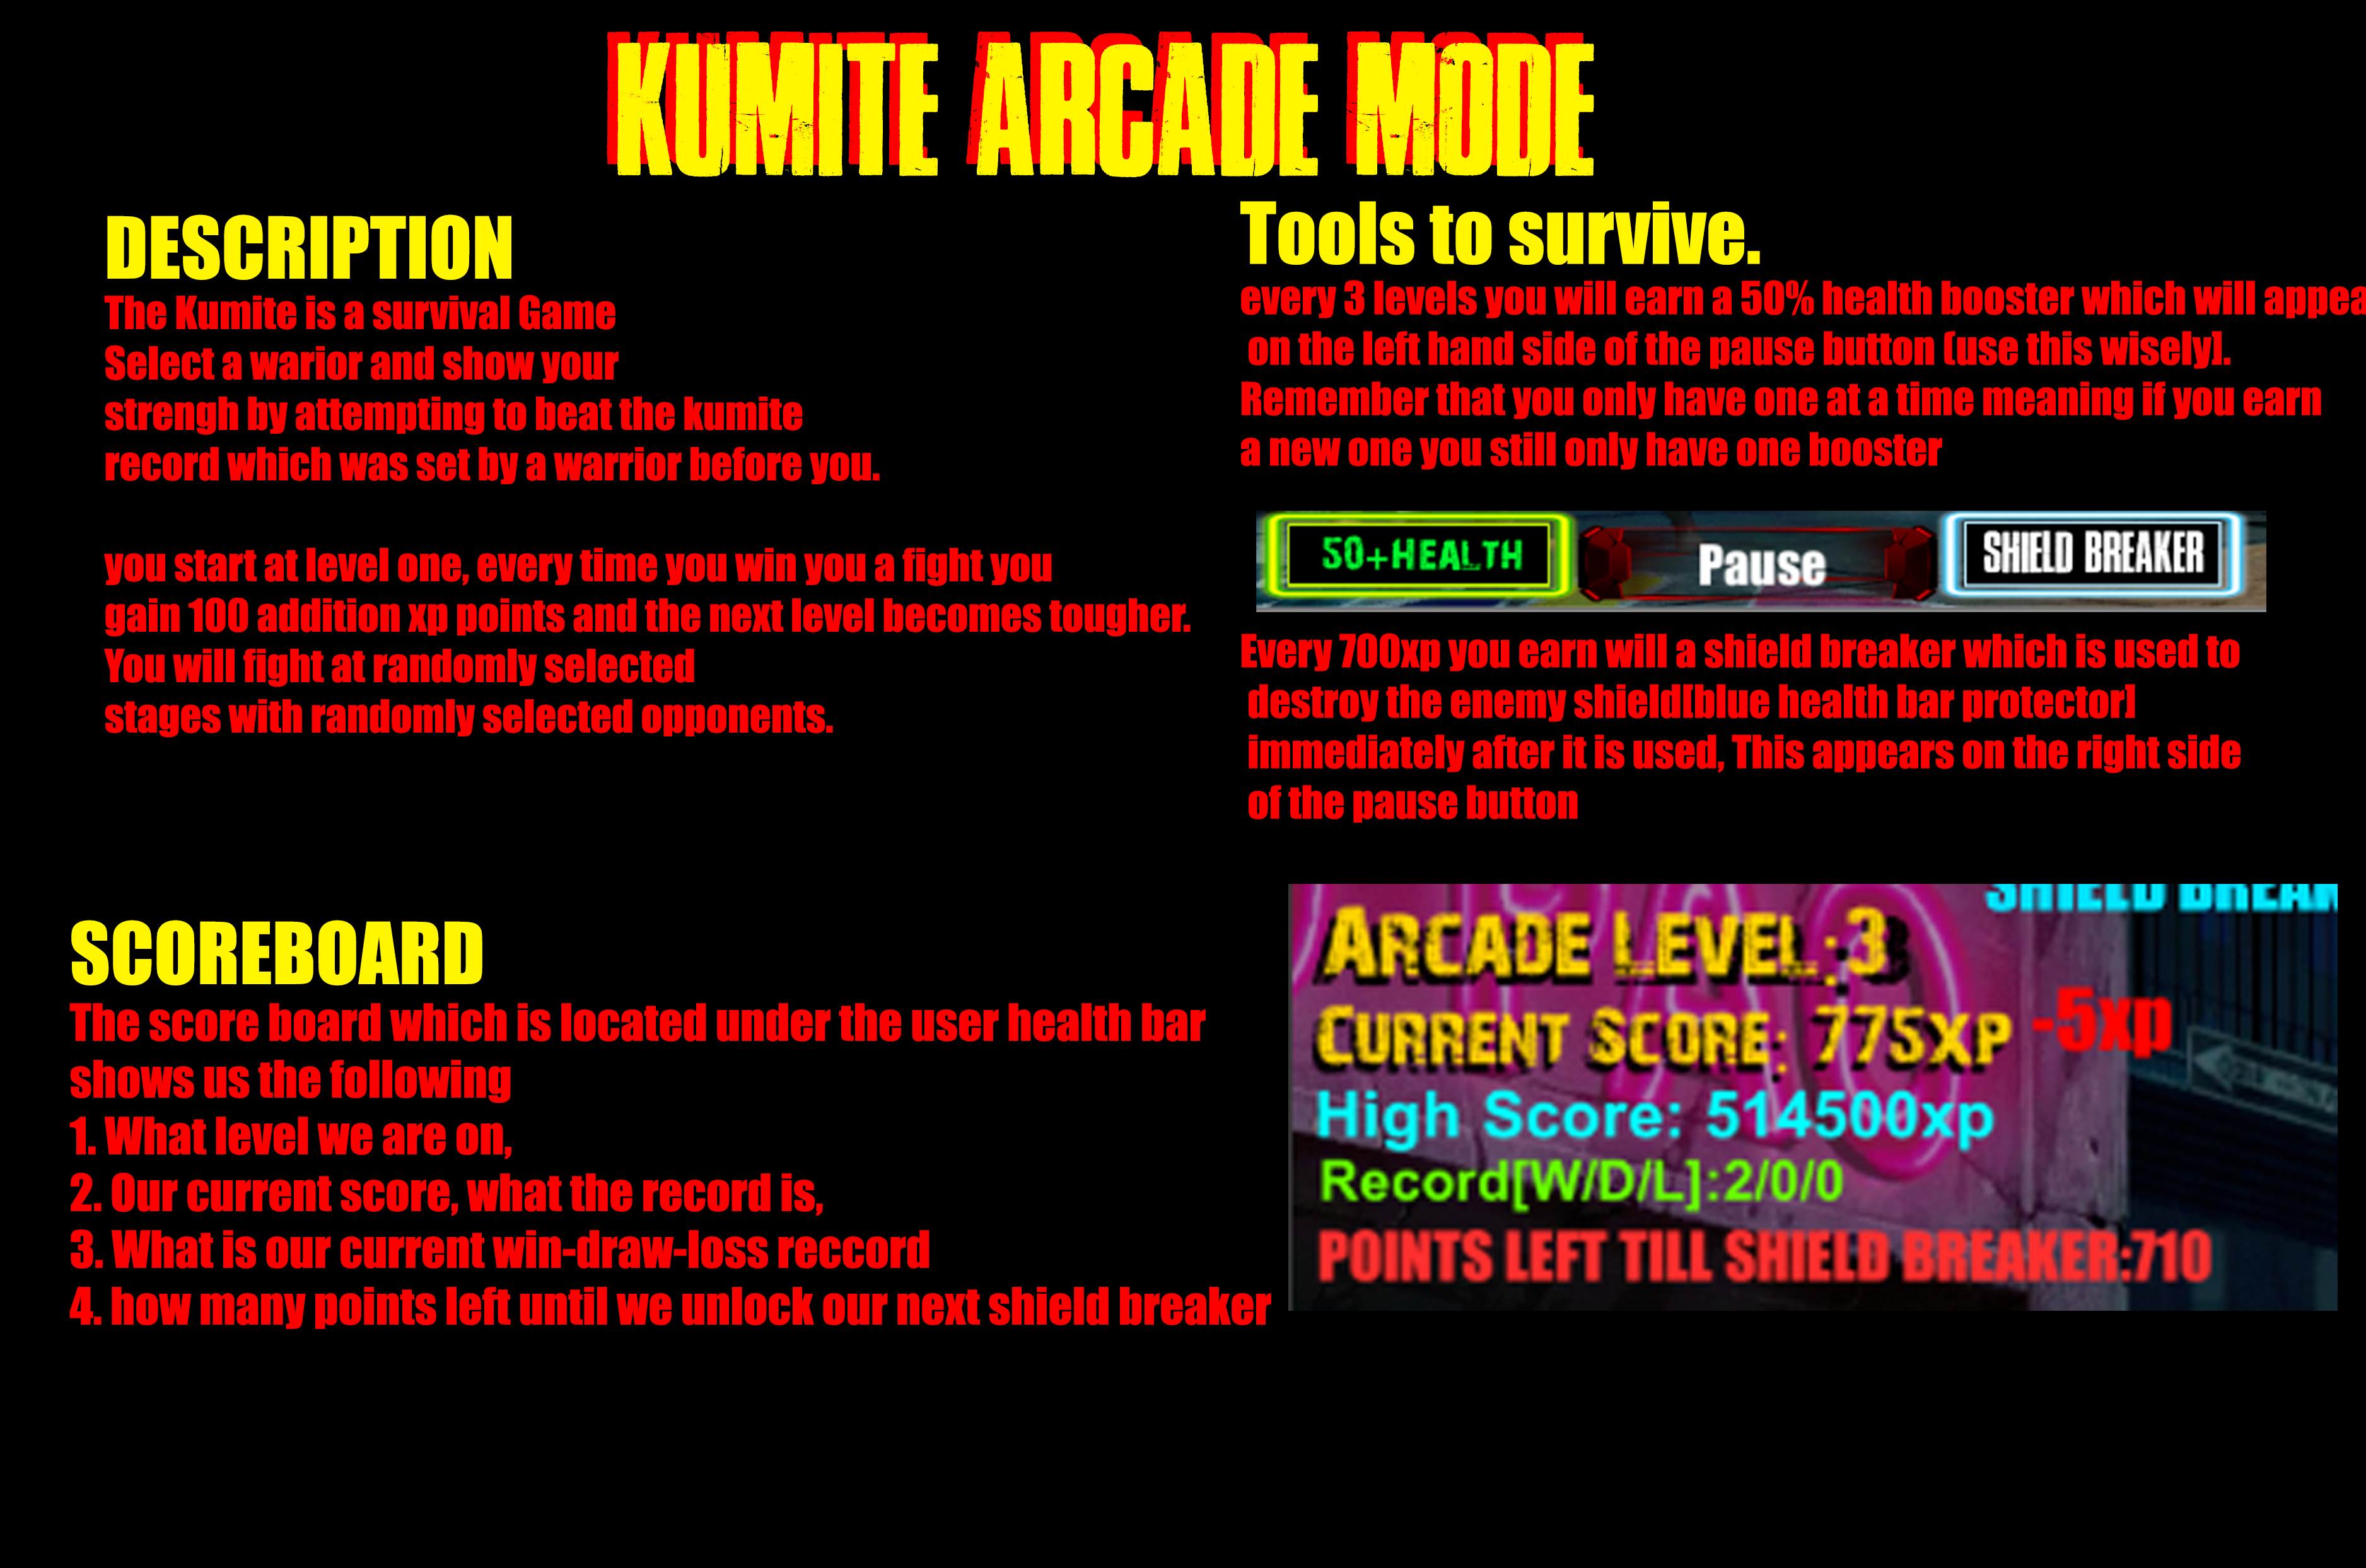 KUMITE ARCADE MODE
DESCRIPTION
The Kumite is a survival Game
Select a warior and show your
strengh by attempting to beat the kumite
record which was set by a warrior before you.
you start at level one, every time you win you a fight you
gain 100 addition xp points and the next level becomes tougher.
You will fight at randomly selected
stages with randomly selected opponents.
Tools to survive.
every 3 levels you will earn a 50% health booster which will appea
on the left hand side of the pause button (use this wisely].
Remember that you only have one at a time meaning if you earn
a new one you still only have one booster
50+HEALTH
Pause
SHIELD BREAKER
Every 700xp you earn will a shield breaker which is used to
destroy the enemy shield[blue health bar protector]
immediately after it is used, This appears on the right side
of the pause button
SCOREBOARD
The score board which is located under the user health bar
shows us the following
1. What level we are on,
2. Our current score, what the record is,
3. What is our current win-draw-loss reccord
4. how many points left until we unlock our next shield breaker
SHIELD BREAK
ARCADE LEVEL:3
CURRENT SCORE: 775XP -5xp
High Score: 514500xp
Record[W/D/L]:2/0/0
POINTS LEFT TILL SHIELD BREAKER:710